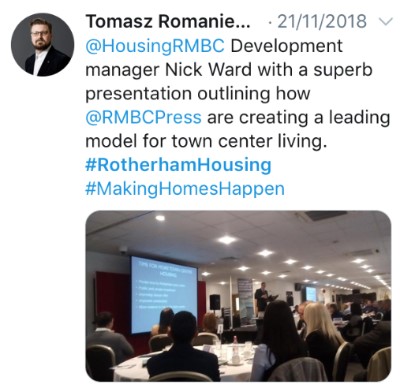 Tomasz Romanie... · 21/11/2018
@HousingRMBC Development
manager Nick Ward with a superb
presentation outlining how
@RMBCPress are creating a leading
model for town center living.
#RotherhamHousing
#MakingHomesHappen